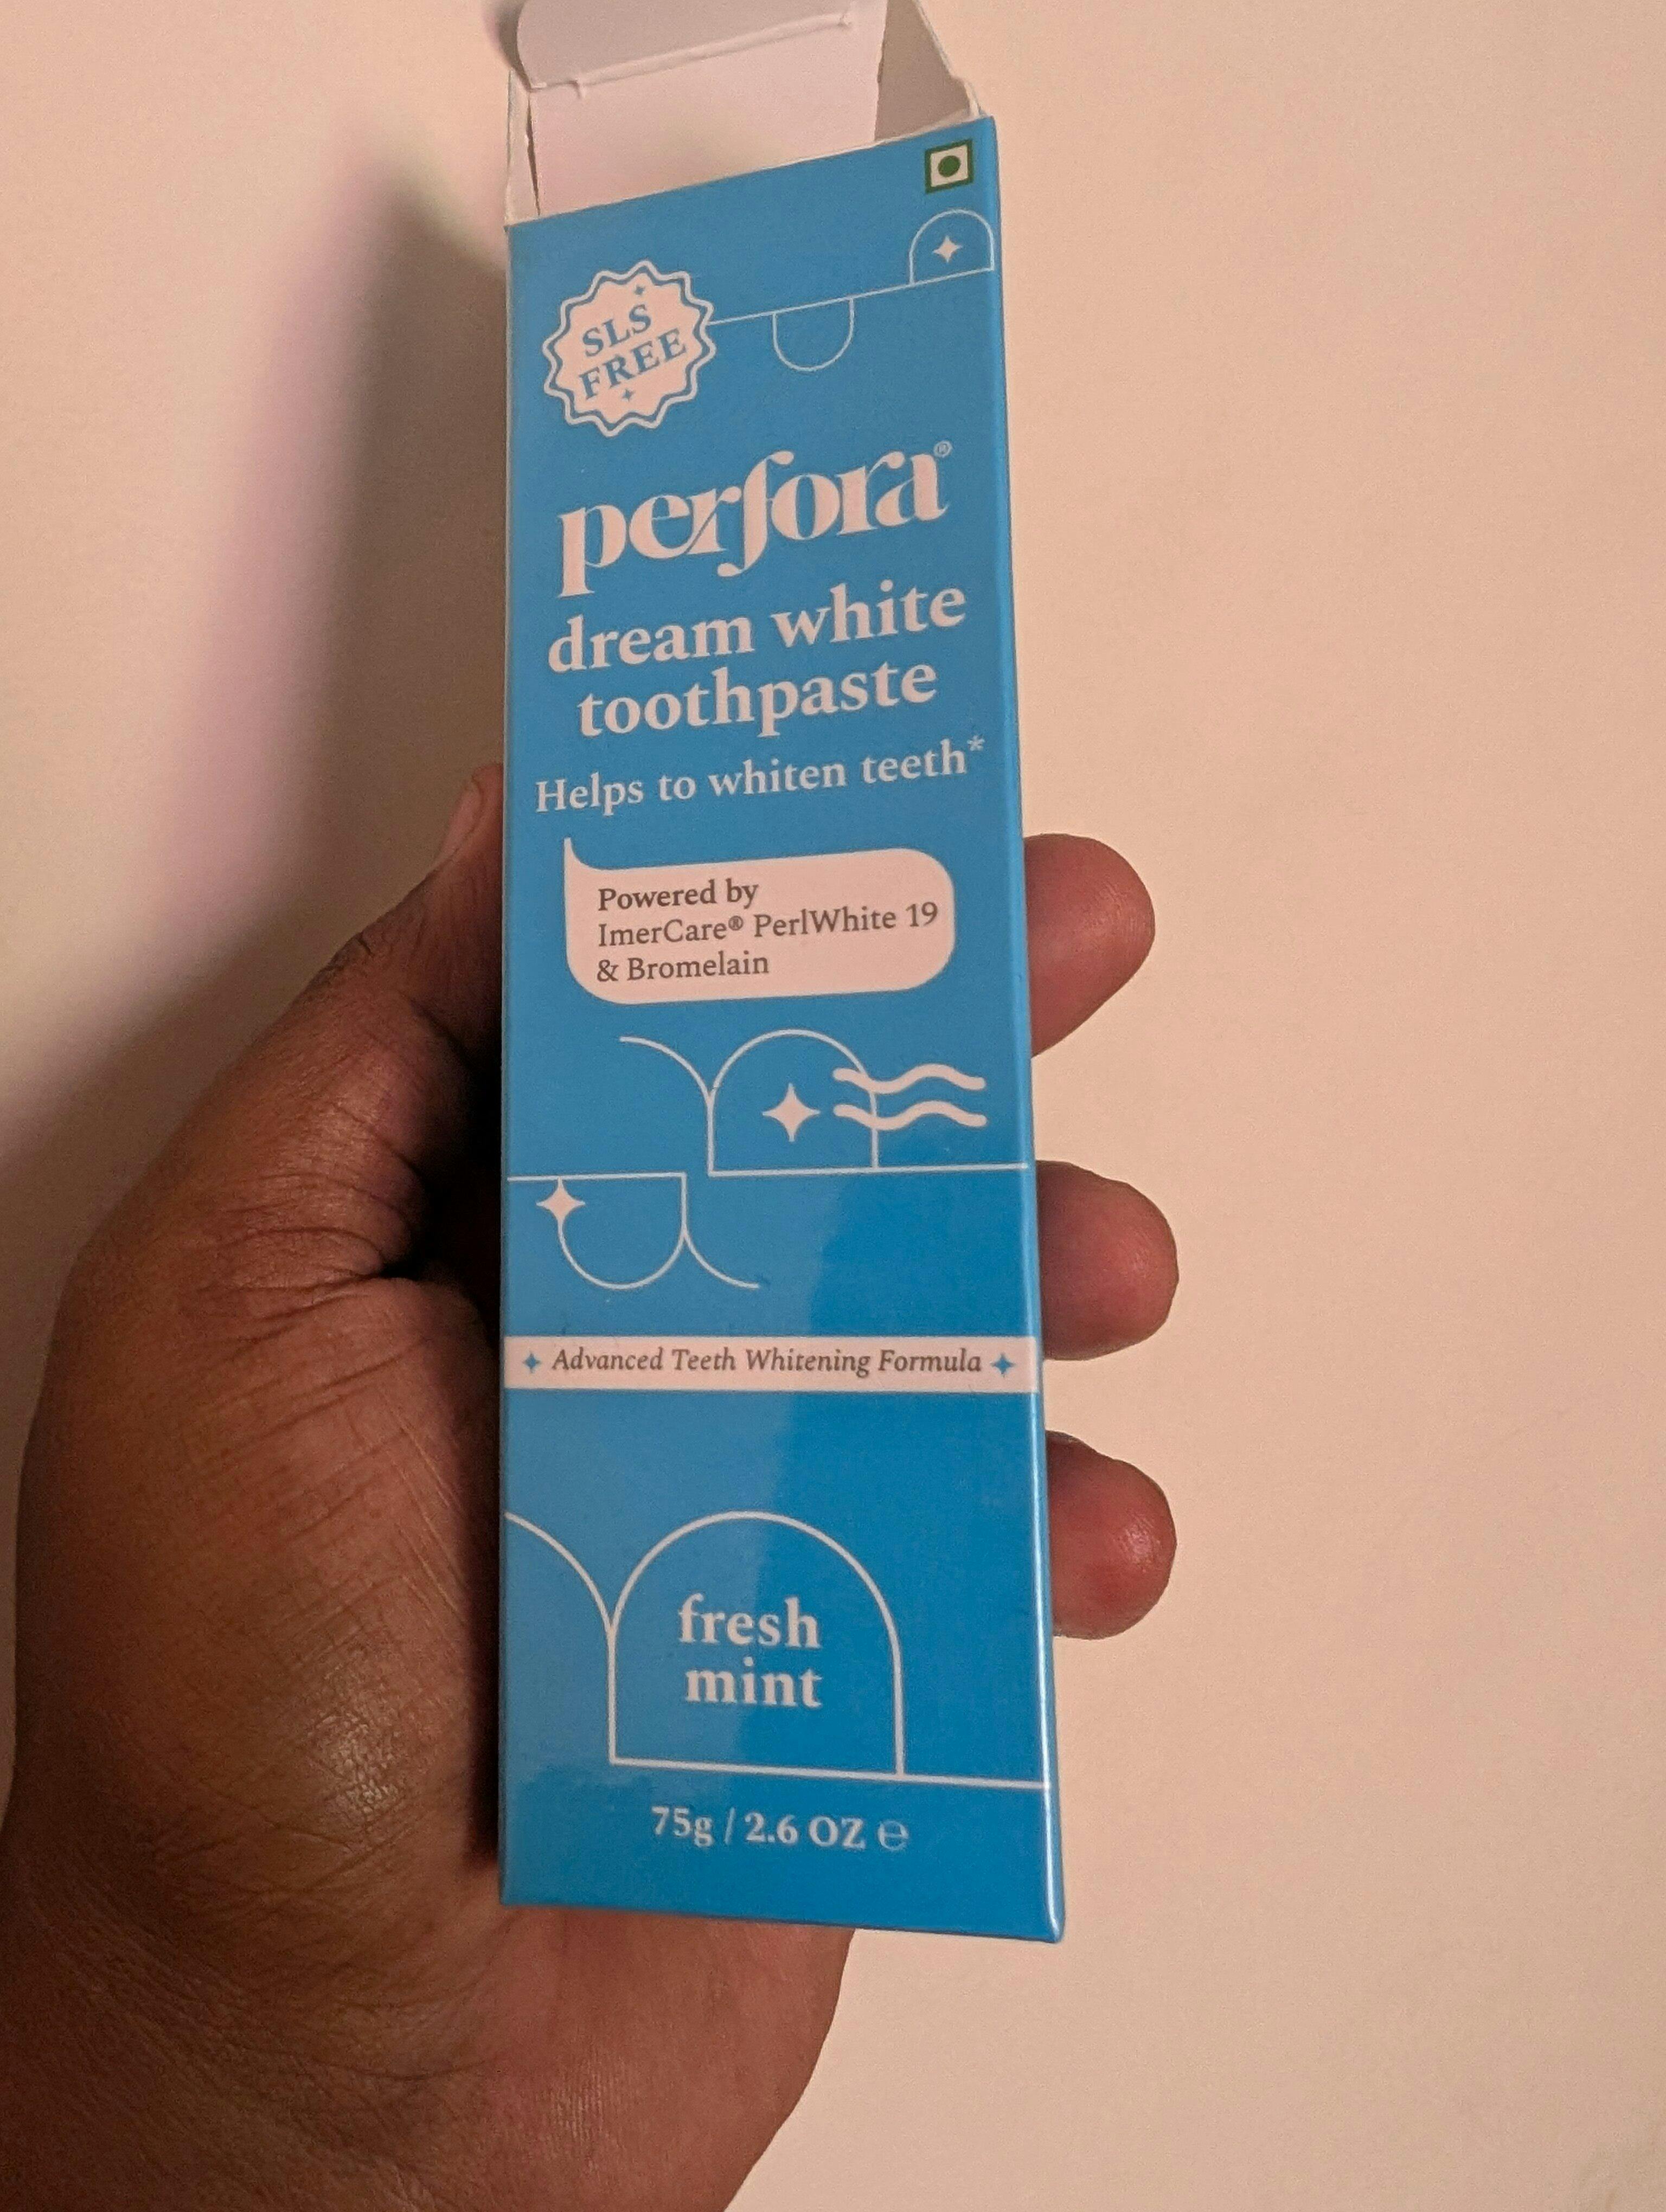 SLS
FREE
perfora®
dream white
toothpaste
Helps to whiten teeth*
Powered by
ImerCare® PerlWhite 19
& Bromelain
Advanced Teeth Whitening Formula
fresh
mint
75g / 2.6 OZ ℮